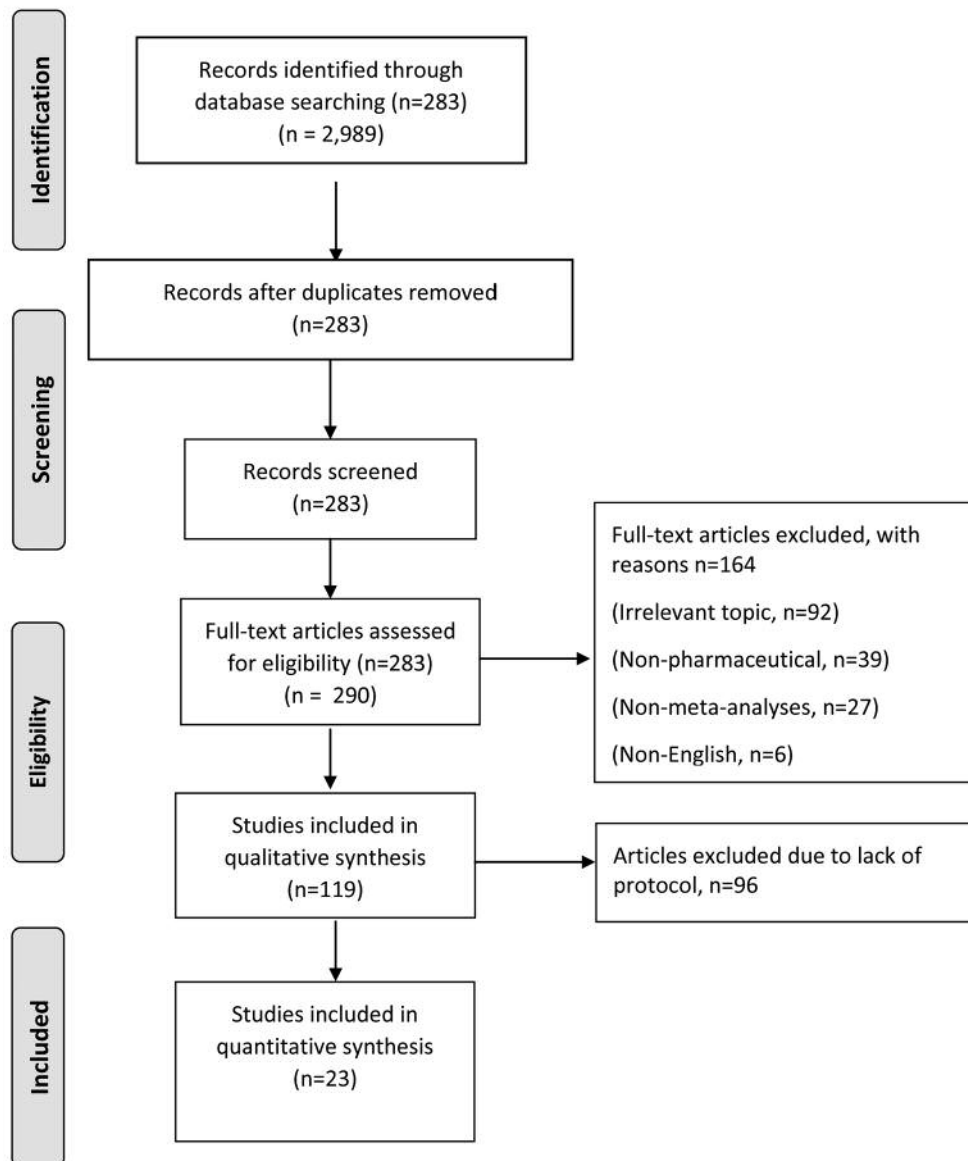 Identification
Records identified through
database searching (n=283)
(n = 2,989)
Records after duplicates removed
(n=283)
Screening
Records screened
(n=283)
Full-text articles excluded, with
reasons n=164
(Irrelevant topic, n=92)
(Non-pharmaceutical, n=39)
(Non-meta-analyses, n=27)
(Non-English, n=6)
Eligibility
Full-text articles assessed
for eligibility (n=283)
(n = 290)
Studies included in
qualitative synthesis
(n=119)
Articles excluded due to lack of
protocol, n=96
Included
Studies included in
quantitative synthesis
(n=23)